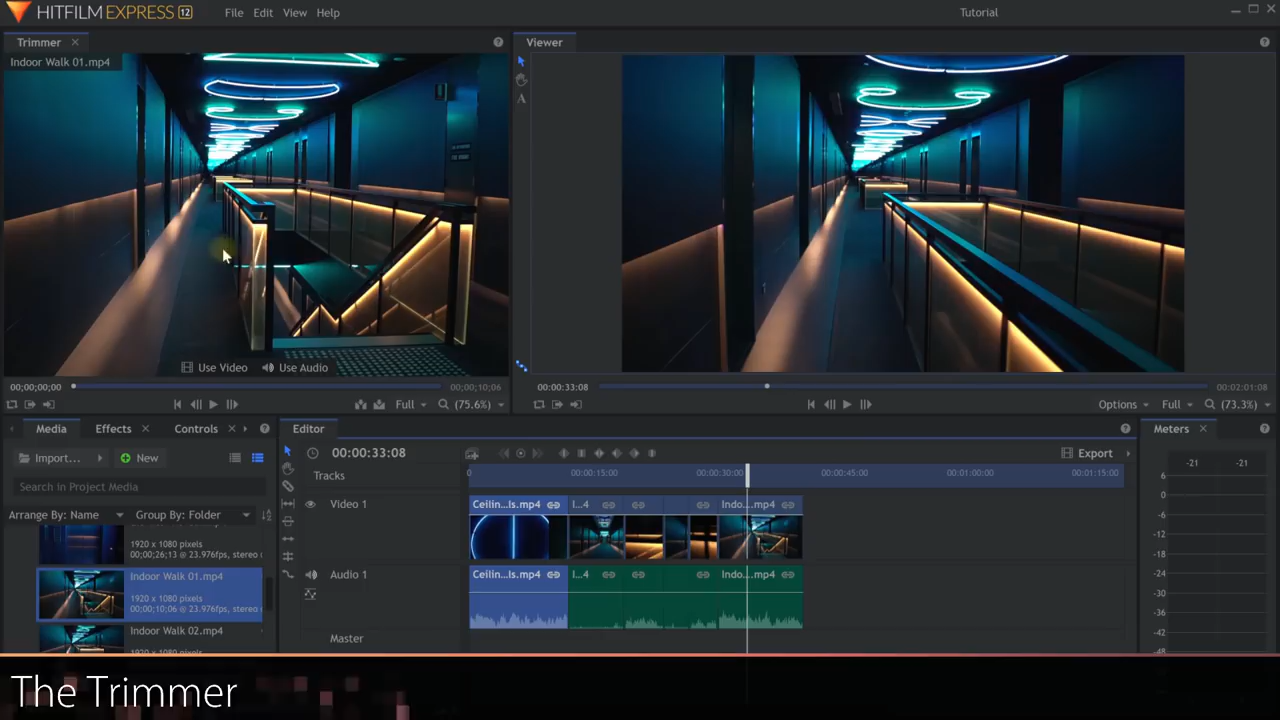 HITFILM EXPRESS 12 File Edit View Help Tutorial
Trimmer Viewer
Indoor Walk 01.mp4
A
Use Video Use Audio
00;00;00;00 00;00;10;06 00:00:33:08 00:02:01:08
Full (75.6%) Options Full (73.3%)
Media Effects Controls Editor Meters
Import... New 00:00:33:08 Export -21 -21
Tracks 0 00:00:15:00 00:00:30:00 00:00:45:00 00:01:00:00 00:01:15:00
Search in Project Media
Arrange By: Name Group By: Folder
Video 1 Ceilin...ls.mp4 I...4 Indo...mp4
1920 x 1080 pixels
00;00;26;13 @ 23.976fps, stereo
Indoor Walk 01.mp4
1920 x 1080 pixels
00;00;10;06 @ 23.976fps, stereo
Indoor Walk 02.mp4
Audio 1 Ceilin...ls.mp4 I...4 Indo...mp4
Master
6
0
-6
-12
-18
-24
-30
-36
-42
-48
The Trimmer